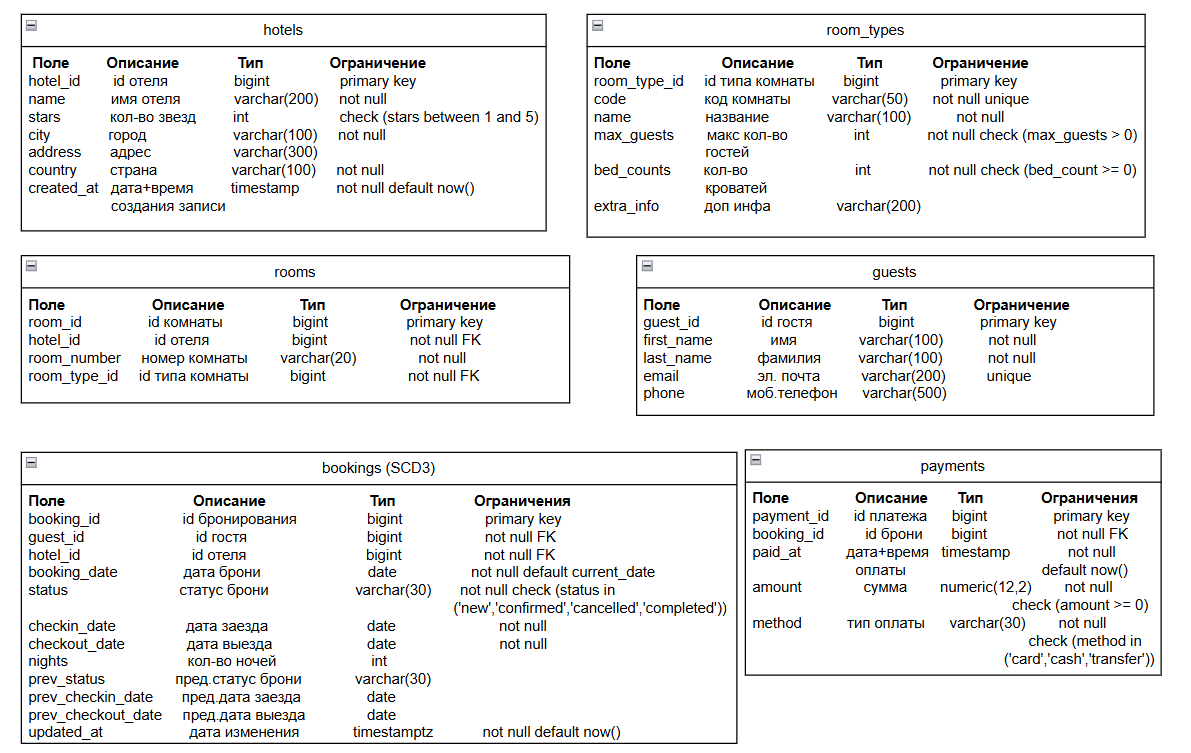 hotels
Поле Описание Тип Ограничение
hotel_id id отеля bigint primary key
name имя отеля varchar(200) not null
stars кол-во звезд int check (stars between 1 and 5)
city город varchar(100) not null
address адрес varchar(300)
country страна varchar(100) not null
created_at дата+время timestamp not null default now()
создания записи
room_types
Поле Описание Тип Ограничение
room_type_id id типа комнаты bigint primary key
code код комнаты varchar(50) not null unique
name название varchar(100) not null
max_guests макс кол-во int not null check (max_guests > 0)
гостей
bed_counts кол-во int not null check (bed_count >= 0)
кроватей
extra_info доп инфа varchar(200)
rooms
Поле Описание Тип Ограничение
room_id id комнаты bigint primary key
hotel_id id отеля bigint not null FK
room_number номер комнаты varchar(20) not null
room_type_id id типа комнаты bigint not null FK
guests
Поле Описание Тип Ограничение
guest_id id гостя bigint primary key
first_name имя varchar(100) not null
last_name фамилия varchar(100) not null
email эл. почта varchar(200) unique
phone моб.телефон varchar(500)
bookings (SCD3)
Поле Описание Тип Ограничения
booking_id id бронирования bigint primary key
guest_id id гостя bigint not null FK
hotel_id id отеля bigint not null FK
booking_date дата брони date not null default current_date
status статус брони varchar(30) not null check (status in
('new','confirmed','cancelled','completed'))
checkin_date дата заезда date not null
checkout_date дата выезда date not null
nights кол-во ночей int
prev_status пред.статус брони varchar(30)
prev_checkin_date пред.дата заезда date
prev_checkout_date пред.дата выезда date
updated_at дата изменения timestamptz not null default now()
payments
Поле Описание Тип Ограничения
payment_id id платежа bigint primary key
booking_id id брони bigint not null FK
paid_at дата+время timestamp not null
оплаты default now()
amount сумма numeric(12,2) not null
check (amount >= 0)
method тип оплаты varchar(30) not null
check (method in
('card','cash','transfer'))